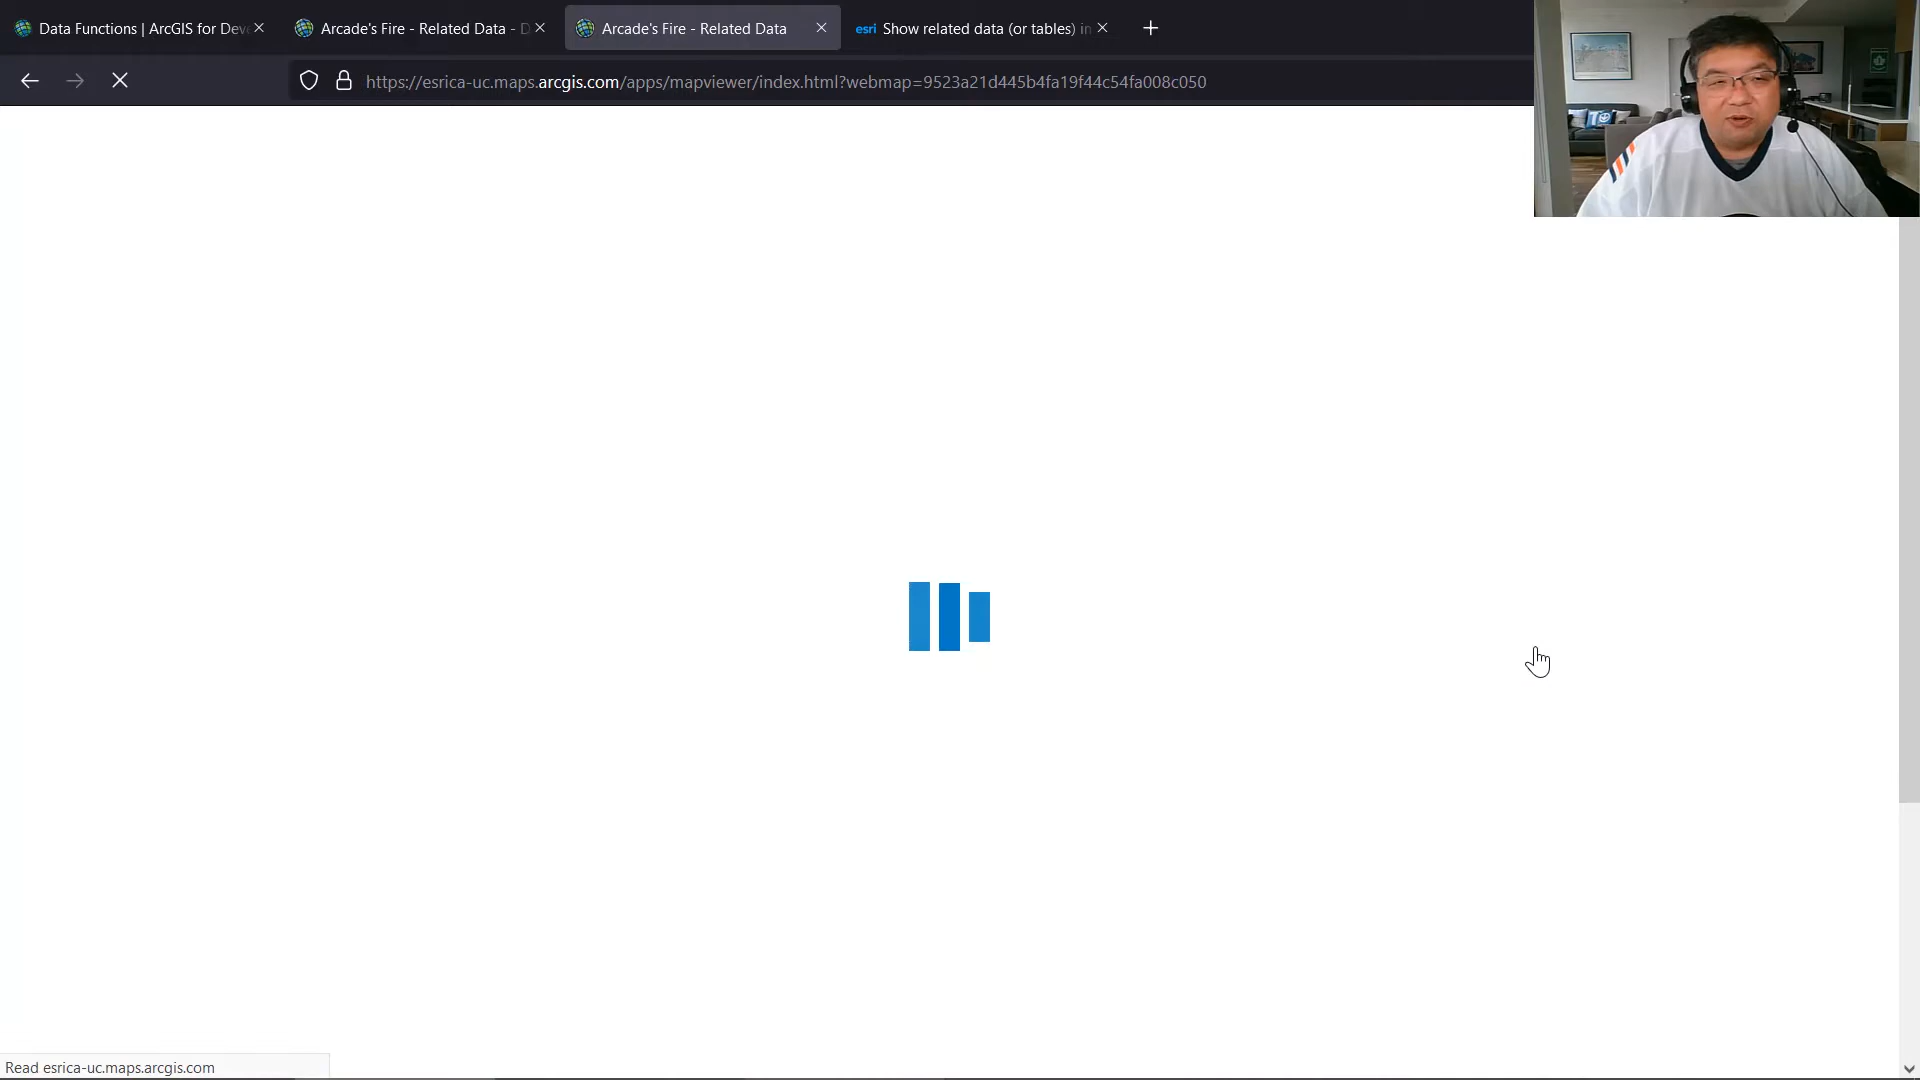 Data Functions | ArcGIS for Deve
Arcade's Fire - Related Data - D
Arcade's Fire - Related Data
esri Show related data (or tables) in
https://esrica-uc.maps.arcgis.com/apps/mapviewer/index.html?webmap=9523a21d445b4fa19f44c54fa008c050
Read esrica-uc.maps.arcgis.com